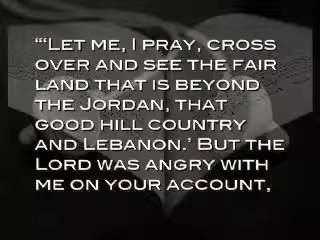 “‘Let me, I pray, cross
over and see the fair
land that is beyond
the Jordan, that
good hill country
and Lebanon.’ But the
Lord was angry with
me on your account,